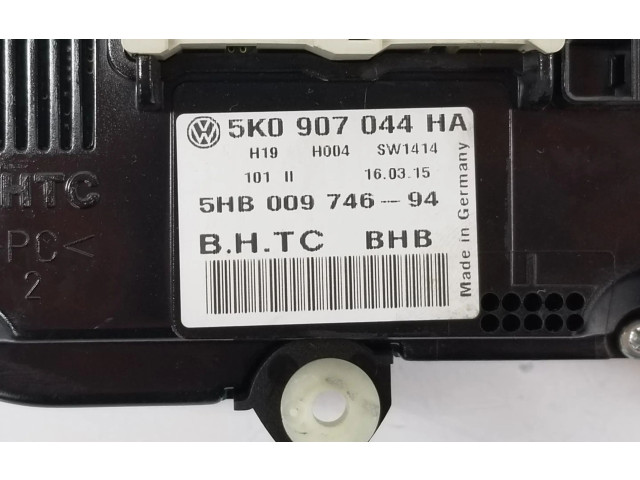 5K0 907 044 HA
H19 H004 SW1414
101 II 16.03.15
5HB 009 746-94
B.H.TC BHB
Made in Germany
HTC
PC<
2